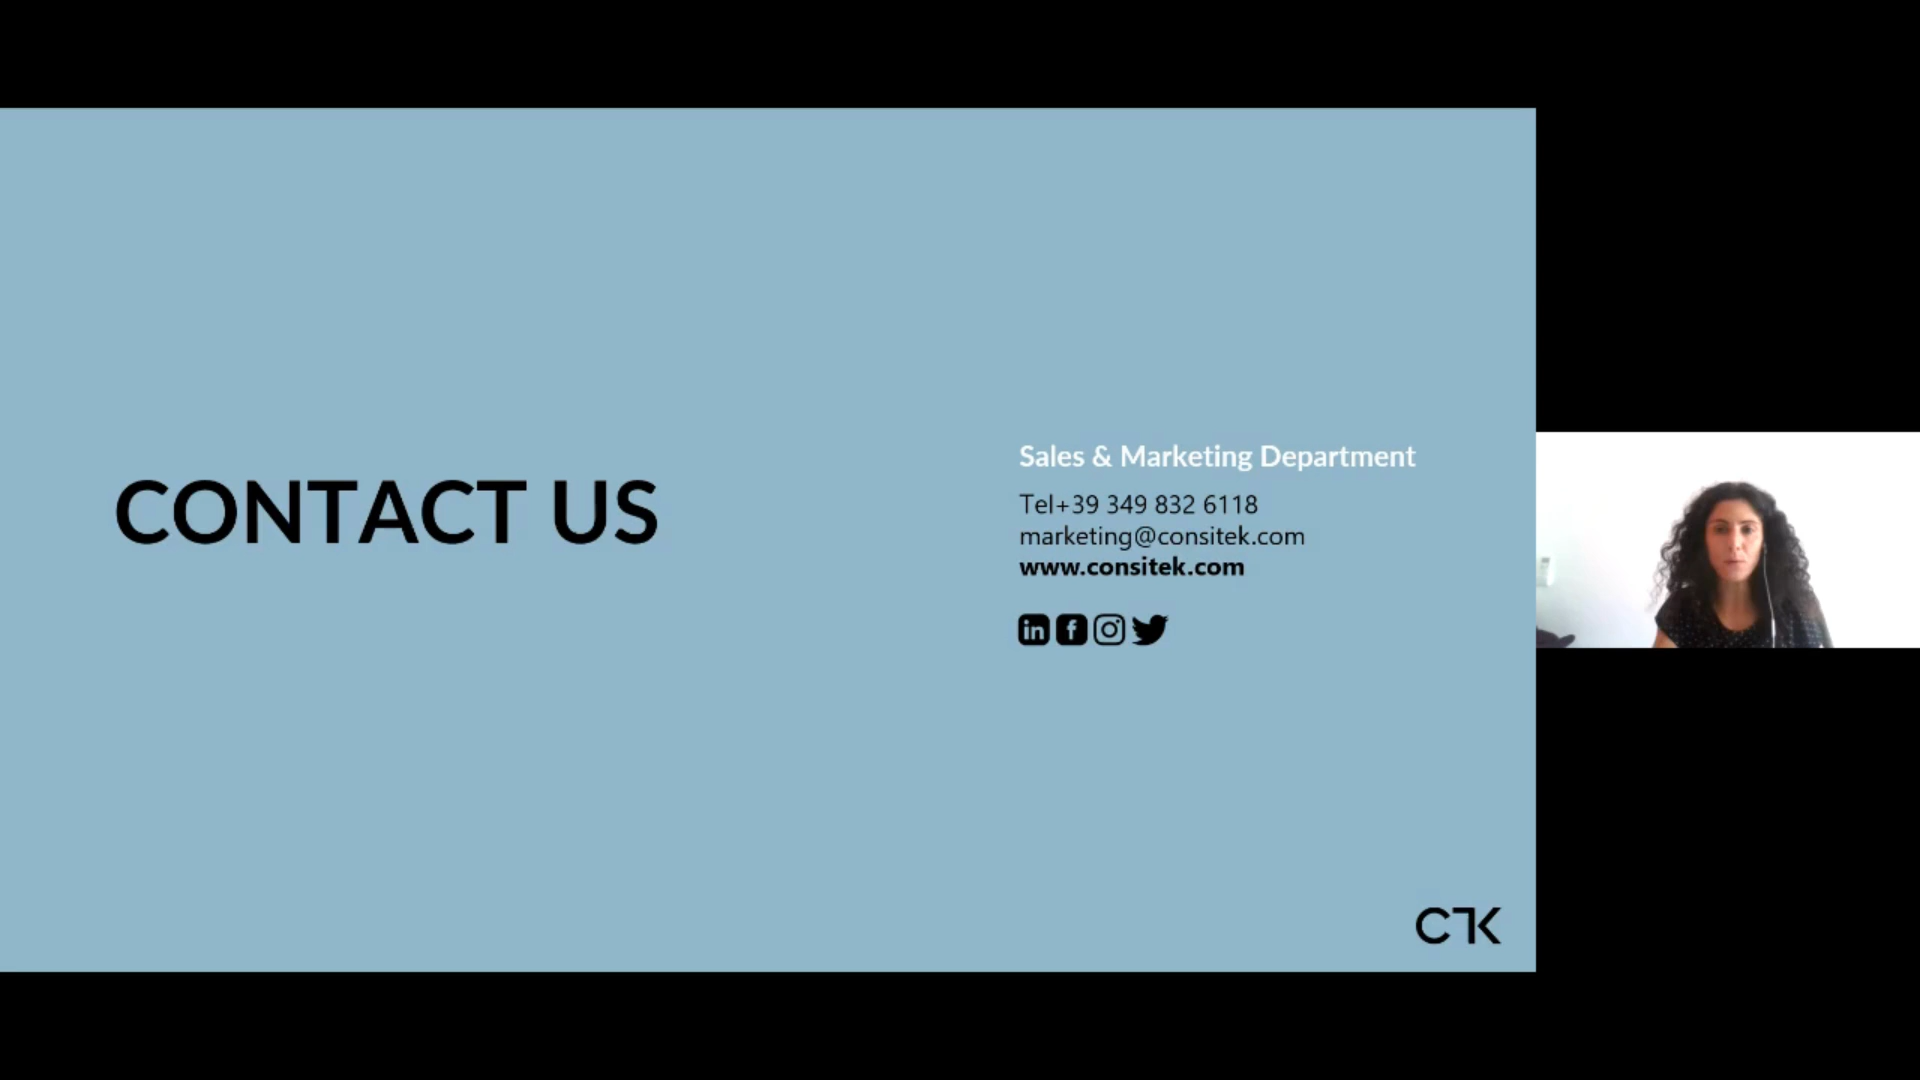 CONTACT US
Sales & Marketing Department
Tel+39 349 832 6118
marketing@consitek.com
www.consitek.com
CTK